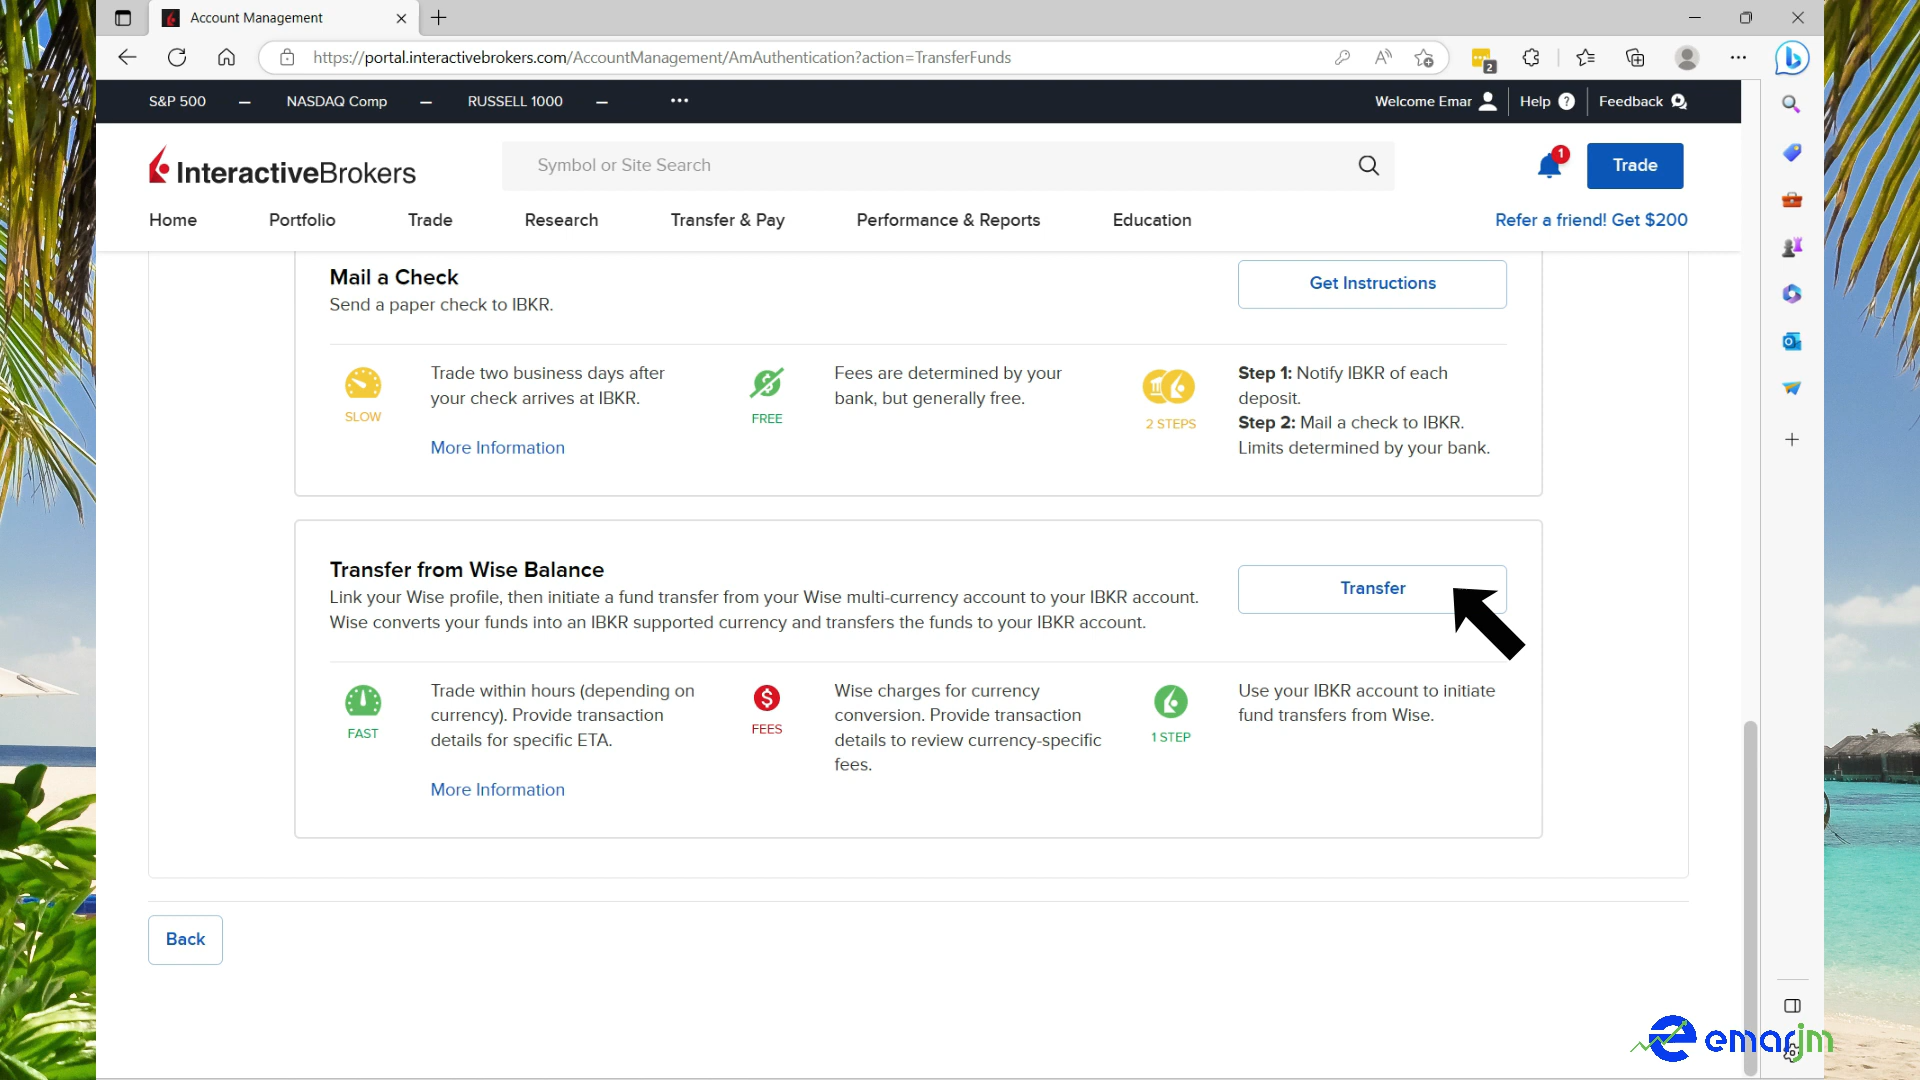 Account Management
https://portal.interactivebrokers.com/AccountManagement/AmAuthentication?action=TransferFunds
2
S&P 500 – NASDAQ Comp – RUSSELL 1000 – •••
Welcome Emar Help ? Feedback
InteractiveBrokers
Symbol or Site Search
1
Trade
Home Portfolio Trade Research Transfer & Pay Performance & Reports Education Refer a friend! Get $200
Mail a Check
Send a paper check to IBKR.
Get Instructions
SLOW
Trade two business days after
your check arrives at IBKR.
More Information
FREE
Fees are determined by your
bank, but generally free.
2 STEPS
Step 1: Notify IBKR of each
deposit.
Step 2: Mail a check to IBKR.
Limits determined by your bank.
Transfer from Wise Balance
Link your Wise profile, then initiate a fund transfer from your Wise multi-currency account to your IBKR account.
Wise converts your funds into an IBKR supported currency and transfers the funds to your IBKR account.
Transfer
FAST
Trade within hours (depending on
currency). Provide transaction
details for specific ETA.
More Information
FEES
Wise charges for currency
conversion. Provide transaction
details to review currency-specific
fees.
1 STEP
Use your IBKR account to initiate
fund transfers from Wise.
Back
emarjm